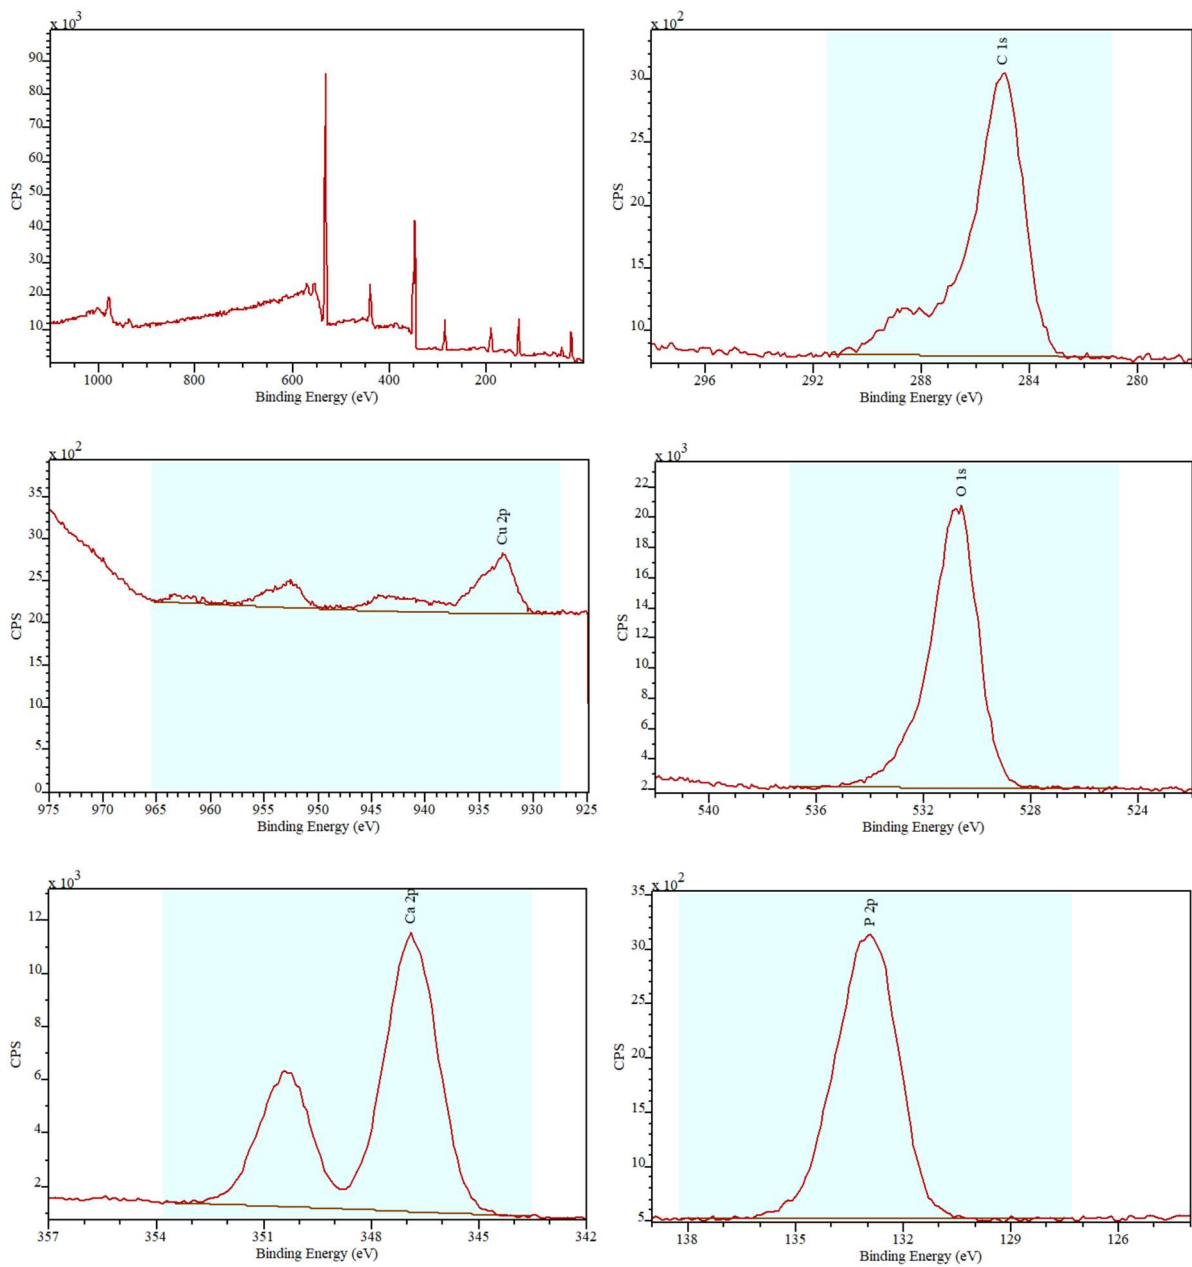 x 10³
90
80
70
60
50
40
30
20
10
CPS
1000 800 600 400 200
Binding Energy (eV)
x 10²
C 1s
30
25
20
15
10
CPS
296 292 288 284 280
Binding Energy (eV)
x 10²
Cu 2p
35
30
25
20
15
10
5
0
CPS
975 970 965 960 955 950 945 940 935 930 925
Binding Energy (eV)
x 10³
O 1s
22
20
18
16
14
12
10
8
6
4
2
CPS
540 536 532 528 524
Binding Energy (eV)
x 10³
Ca 2p
12
10
8
6
4
2
CPS
357 354 351 348 345 342
Binding Energy (eV)
x 10²
P 2p
35
30
25
20
15
10
5
CPS
138 135 132 129 126
Binding Energy (eV)